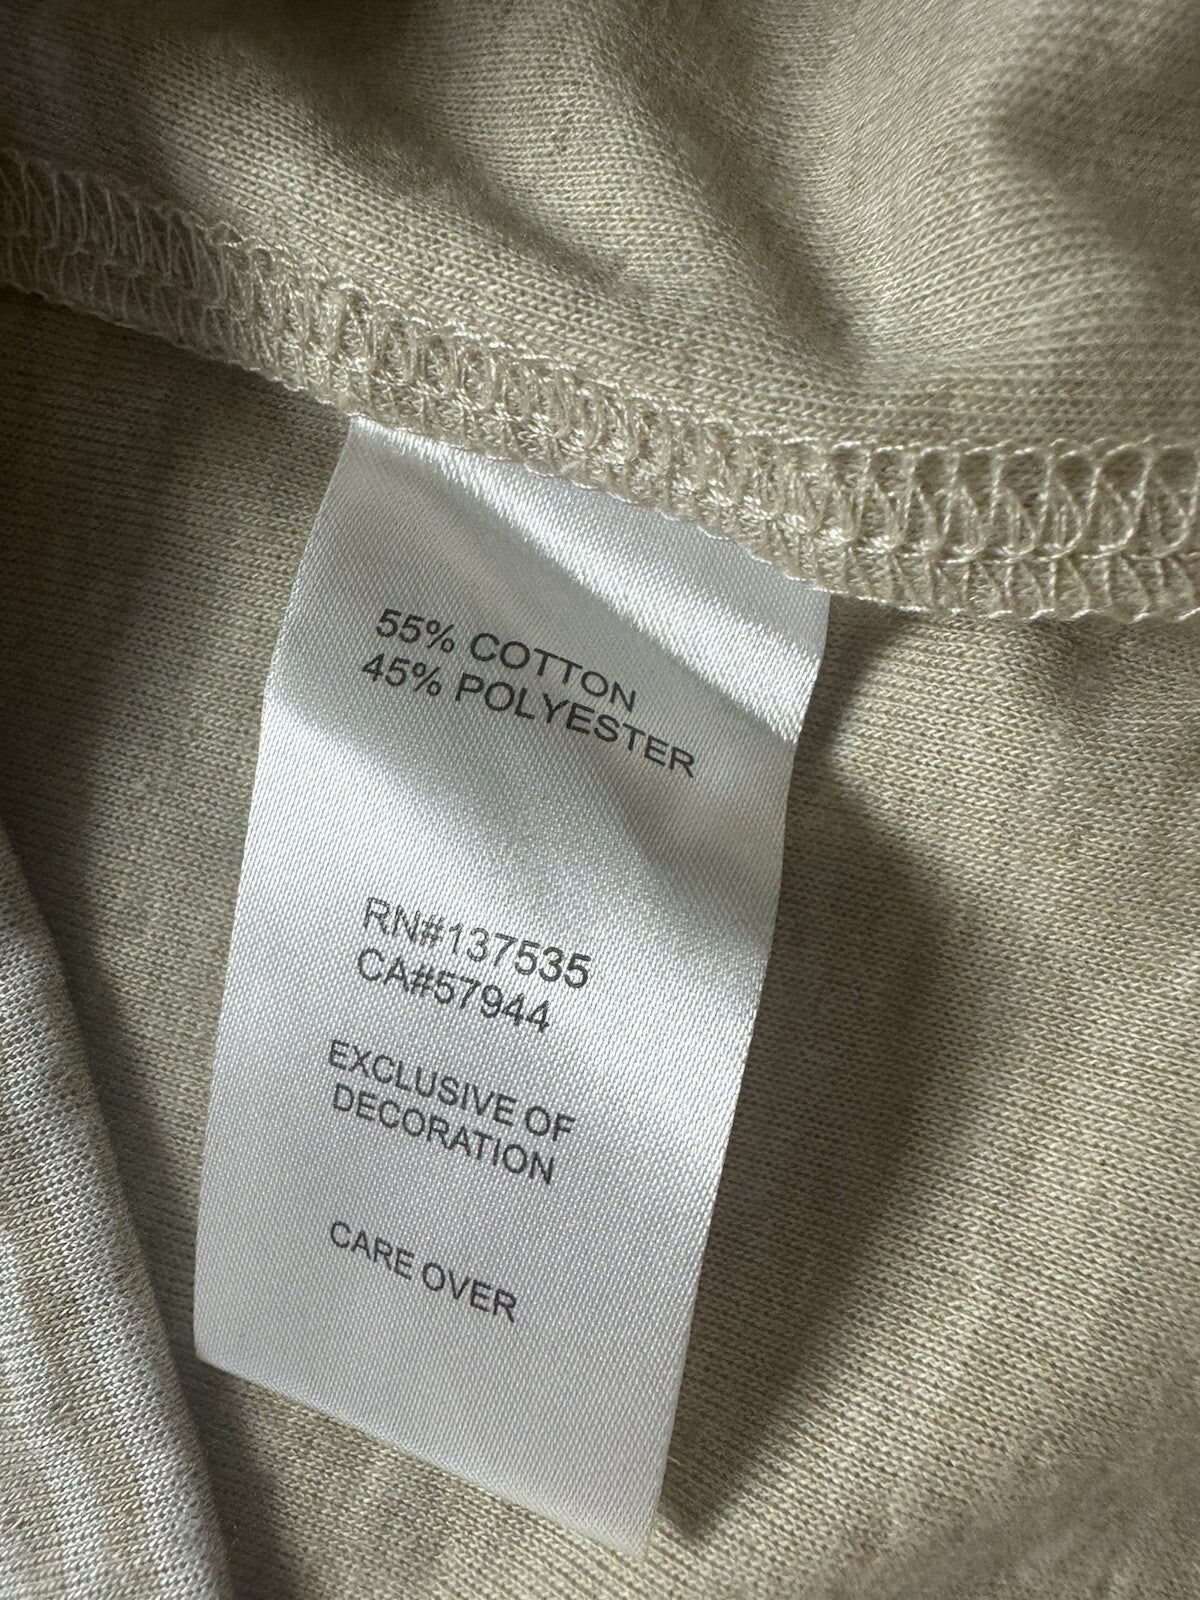 55% COTTON
45% POLYESTER
RN#137535
CA#57944
EXCLUSIVE OF
DECORATION
CARE OVER